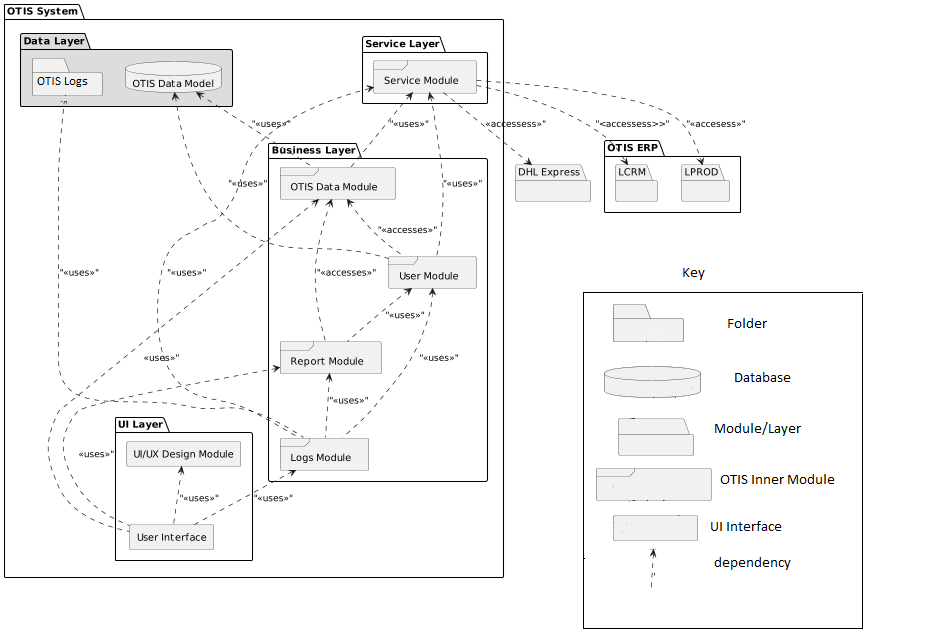 OTIS System
Data Layer
OTIS Logs
OTIS Data Model
Service Layer
Service Module
"«uses»"
"«uses»"
«accessess»"
"<accessess>>"
"«accesess»"
Business Layer
OTIS ERP
DHL Express
LCRM
LPROD
OTIS Data Module
"«uses»"
"«uses»"
"«accesses»"
"«uses»"
"«uses»"
"«accesses»"
User Module
Key
"«uses»"
Folder
«uses»"
Report Module
"«uses»"
Database
"«uses»"
UI Layer
Module/Layer
UI/UX Design Module
«uses»"
Logs Module
OTIS Inner Module
"«uses»"
"«uses»"
User Interface
UI Interface
dependency